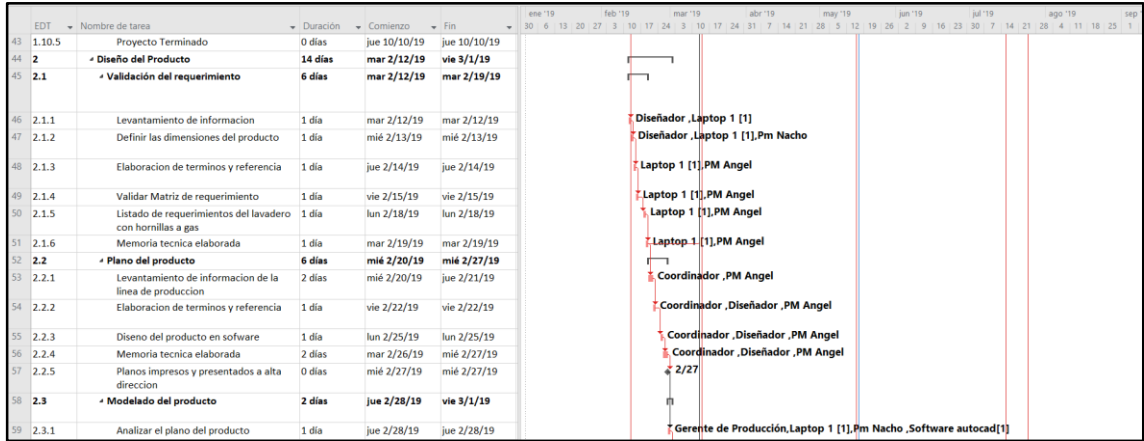 ene '19 feb '19 mar '19 abr '19 may '19 jun '19 jul '19 ago '19 sep
EDT Nombre de tarea Duración Comienzo Fin 30 6 13 20 27 3 10 17 24 3 10 17 24 31 7 14 21 28 5 12 19 26 2 9 16 23 30 7 14 21 28 4 11 18 25 1
43 1.10.5 Proyecto Terminado 0 días jue 10/10/19 jue 10/10/19
44 2 Diseño del Producto 14 días mar 2/12/19 vie 3/1/19
45 2.1 Validación del requerimiento 6 días mar 2/12/19 mar 2/19/19
46 2.1.1 Levantamiento de informacion 1 día mar 2/12/19 mar 2/12/19 Diseñador ,Laptop 1 [1]
47 2.1.2 Definir las dimensiones del producto 1 día mié 2/13/19 mié 2/13/19 Diseñador ,Laptop 1 [1],Pm Nacho
48 2.1.3 Elaboracion de terminos y referencia 1 día jue 2/14/19 jue 2/14/19 Laptop 1 [1],PM Angel
49 2.1.4 Validar Matriz de requerimiento 1 día vie 2/15/19 vie 2/15/19 Laptop 1 [1],PM Angel
50 2.1.5 Listado de requerimientos del lavadero 1 día lun 2/18/19 lun 2/18/19 Laptop 1 [1],PM Angel
con hornillas a gas
51 2.1.6 Memoria tecnica elaborada 1 día mar 2/19/19 mar 2/19/19 Laptop 1 [1],PM Angel
52 2.2 Plano del producto 6 días mié 2/20/19 mié 2/27/19
53 2.2.1 Levantamiento de informacion de la 2 días mié 2/20/19 jue 2/21/19 Coordinador ,PM Angel
linea de produccion
54 2.2.2 Elaboracion de terminos y referencia 1 día vie 2/22/19 vie 2/22/19 Coordinador ,Diseñador ,PM Angel
55 2.2.3 Diseno del producto en sofware 1 día lun 2/25/19 lun 2/25/19 Coordinador ,Diseñador ,PM Angel
56 2.2.4 Memoria tecnica elaborada 2 días mar 2/26/19 mié 2/27/19 Coordinador ,Diseñador ,PM Angel
57 2.2.5 Planos impresos y presentados a alta 0 días mié 2/27/19 mié 2/27/19 2/27
direccion
58 2.3 Modelado del producto 2 días jue 2/28/19 vie 3/1/19
59 2.3.1 Analizar el plano del producto 1 día jue 2/28/19 jue 2/28/19 Gerente de Producción,Laptop 1 [1],Pm Nacho ,Software autocad[1]